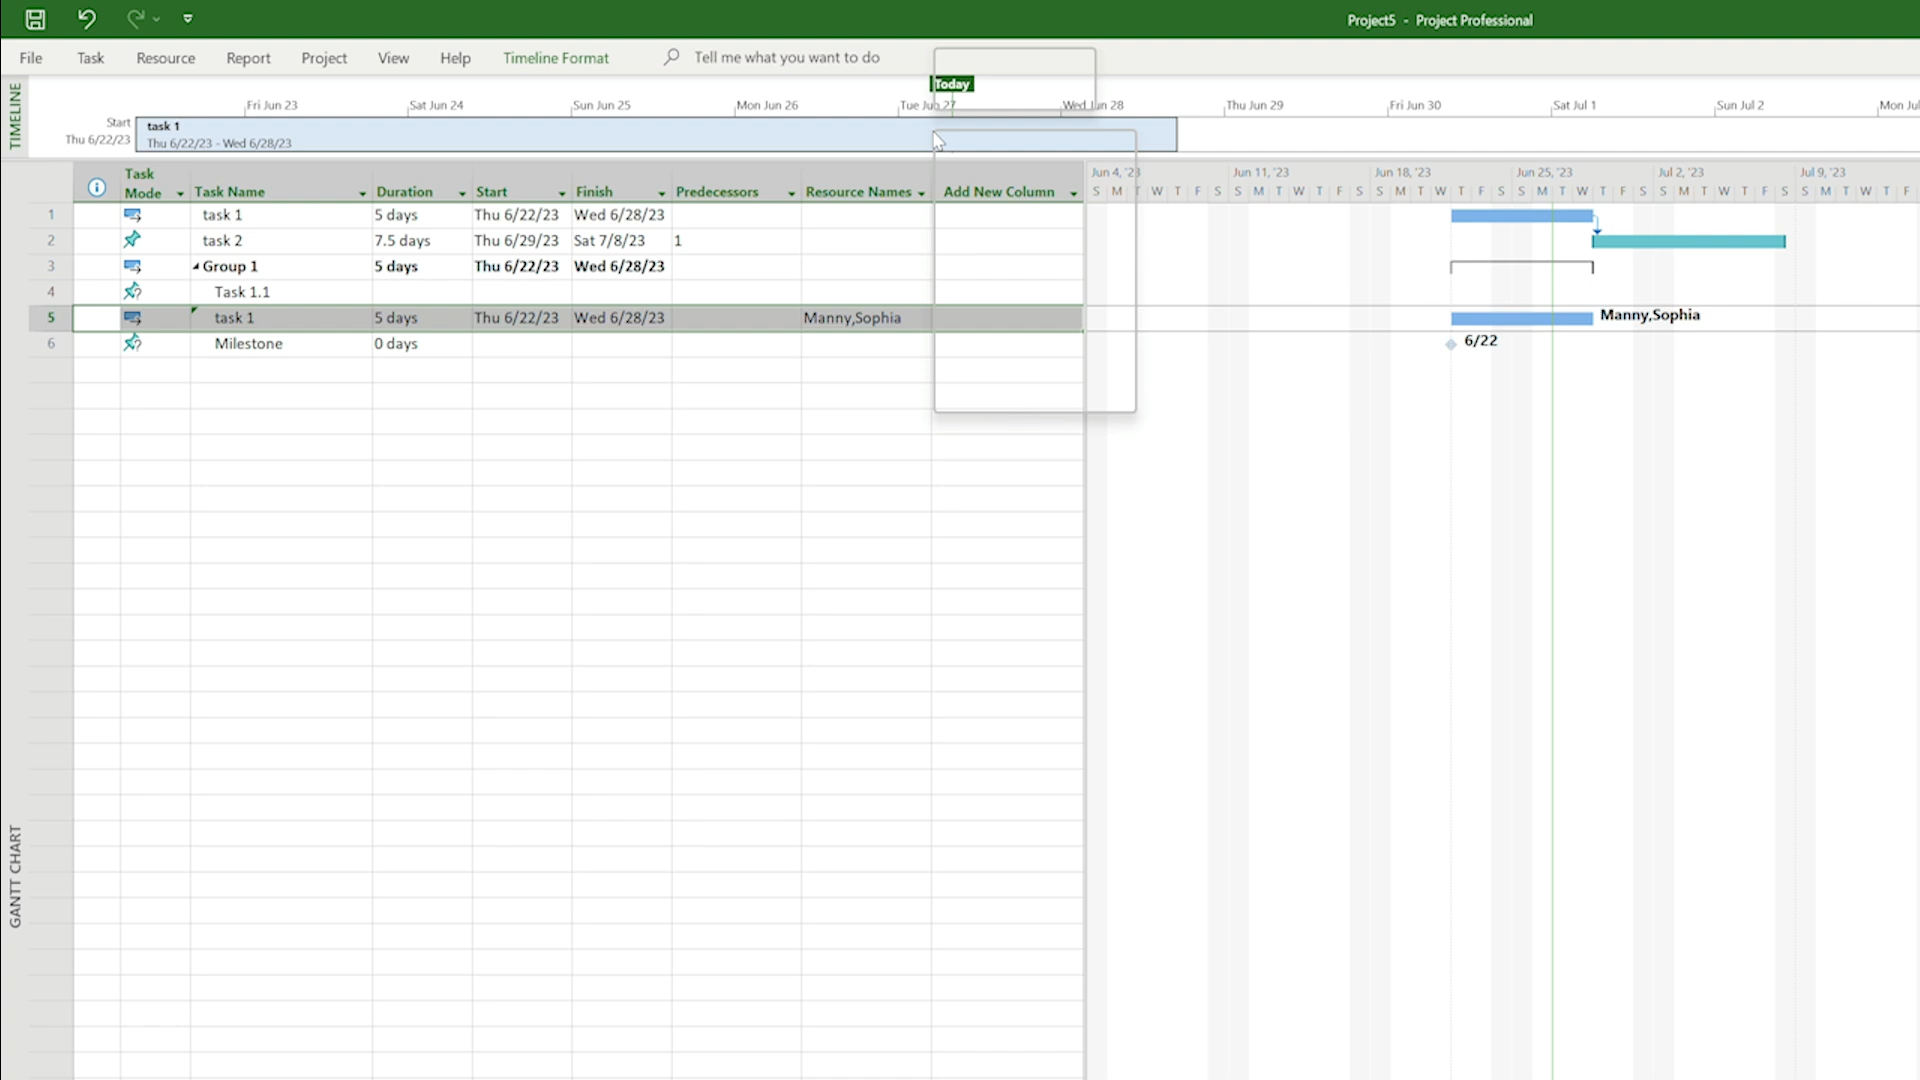 Project5 - Project Professional
File Task Resource Report Project View Help Timeline Format Tell me what you want to do
Today
Fri Jun 23 Sat Jun 24 Sun Jun 25 Mon Jun 26 Tue Jun 27 Wed Jun 28 Thu Jun 29 Fri Jun 30 Sat Jul 1 Sun Jul 2 Mon Jul
TIMELINE
Start
Thu 6/22/23
task 1
Thu 6/22/23 - Wed 6/28/23
Task Mode Task Name Duration Start Finish Predecessors Resource Names Add New Column
Jun 4, '23 Jun 11, '23 Jun 18, '23 Jun 25, '23 Jul 2, '23 Jul 9, '23
S M T W T F S S M T W T F S S M T W T F S S M T W T F S S M T W T F S S M T W T F
1 task 1 5 days Thu 6/22/23 Wed 6/28/23
2 task 2 7.5 days Thu 6/29/23 Sat 7/8/23 1
3 Group 1 5 days Thu 6/22/23 Wed 6/28/23
4 Task 1.1
5 task 1 5 days Thu 6/22/23 Wed 6/28/23 Manny,Sophia Manny,Sophia
6 Milestone 0 days 6/22
GANTT CHART